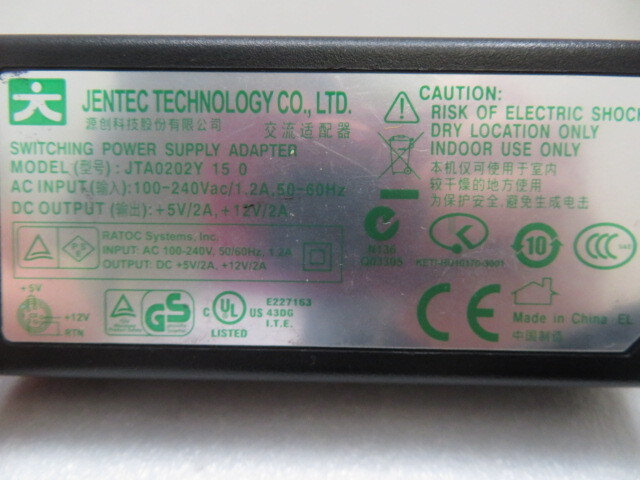 JENTEC TECHNOLOGY CO., LTD.
源创科技股份有限公司 交流适配器
SWITCHING POWER SUPPLY ADAPTER
MODEL (型号): JTA0202Y 15 0
AC INPUT (输入): 100-240Vac/1.2A, 50-60Hz
DC OUTPUT (输出): +5V/2A, +12V/2A
RATOC Systems, Inc.
INPUT: AC 100-240V, 50/60Hz, 1.2A
OUTPUT: DC +5V/2A, +12V/2A
+5V
+12V
RTN
GS
C UL US
LISTED
E227163
43DG
I.T.E.
CAUTION:
RISK OF ELECTRIC SHOCK
DRY LOCATION ONLY
INDOOR USE ONLY
本机仅可使用于室内
较干燥的地方使用
为保护安全,避免生成电击
N136
10
CCC
CE
Made in China
中国制造